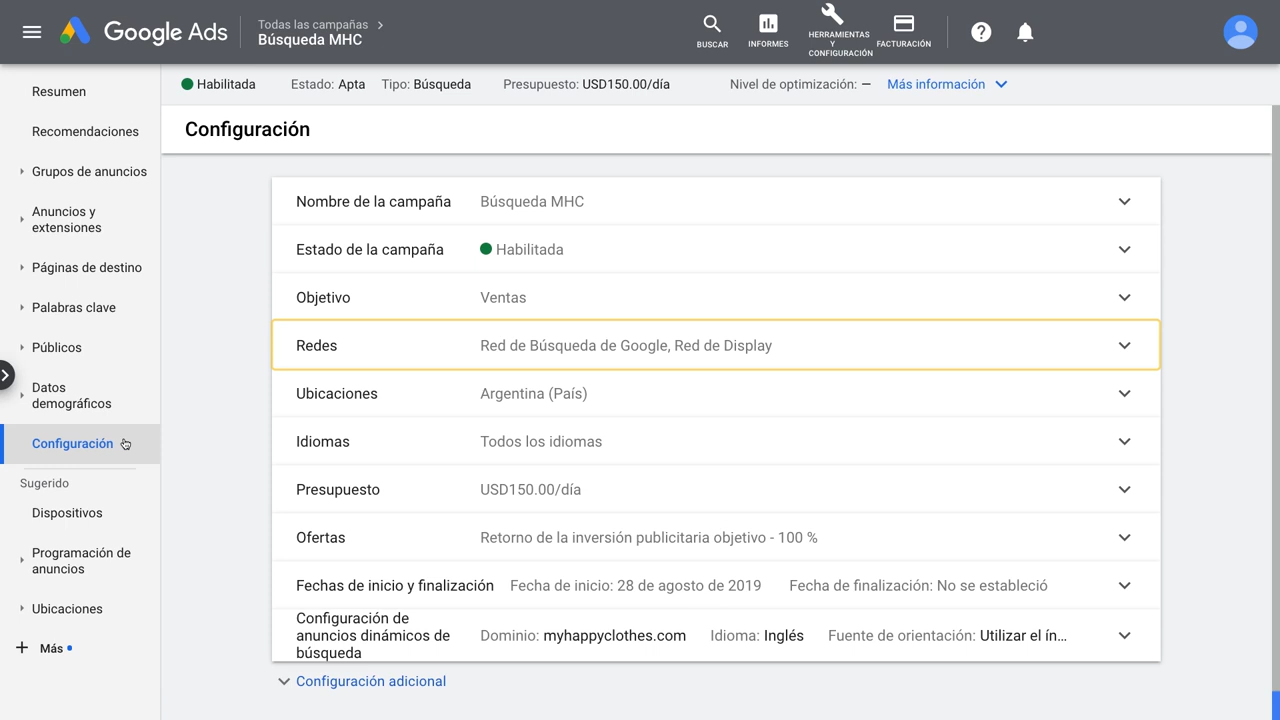 Google Ads
Todas las campañas
Búsqueda MHC
BUSCAR
INFORMES
HERRAMIENTAS
Y
CONFIGURACIÓN
FACTURACIÓN
Resumen
Recomendaciones
Grupos de anuncios
Anuncios y
extensiones
Páginas de destino
Palabras clave
Públicos
Datos
demográficos
Configuración
Sugerido
Dispositivos
Programación de
anuncios
Ubicaciones
Más
Habilitada Estado: Apta Tipo: Búsqueda Presupuesto: USD150.00/día Nivel de optimización: — Más información
Configuración
Nombre de la campaña Búsqueda MHC
Estado de la campaña Habilitada
Objetivo Ventas
Redes Red de Búsqueda de Google, Red de Display
Ubicaciones Argentina (País)
Idiomas Todos los idiomas
Presupuesto USD150.00/día
Ofertas Retorno de la inversión publicitaria objetivo - 100 %
Fechas de inicio y finalización Fecha de inicio: 28 de agosto de 2019 Fecha de finalización: No se estableció
Configuración de
anuncios dinámicos de
búsqueda
Dominio: myhappyclothes.com Idioma: Inglés Fuente de orientación: Utilizar el ín...
Configuración adicional